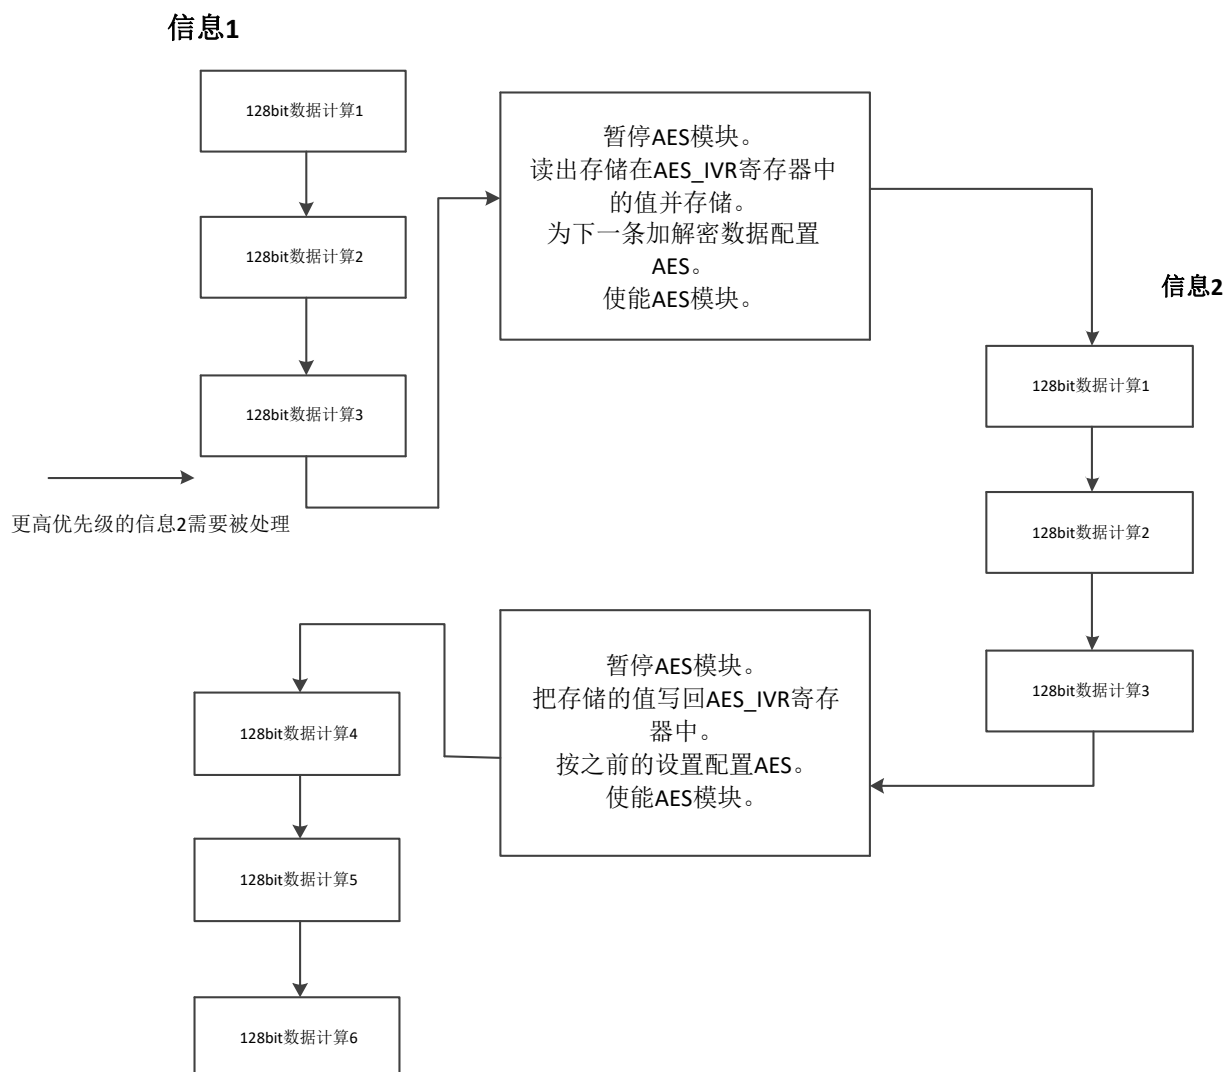 信息1
128bit数据计算1
128bit数据计算2
128bit数据计算3
更高优先级的信息2需要被处理
暂停AES模块。
读出存储在AES_IVR寄存器中
的值并存储。
为下一条加解密数据配置
AES。
使能AES模块。
信息2
128bit数据计算1
128bit数据计算2
128bit数据计算3
暂停AES模块。
把存储的值写回AES_IVR寄存
器中。
按之前的设置配置AES。
使能AES模块。
128bit数据计算4
128bit数据计算5
128bit数据计算6